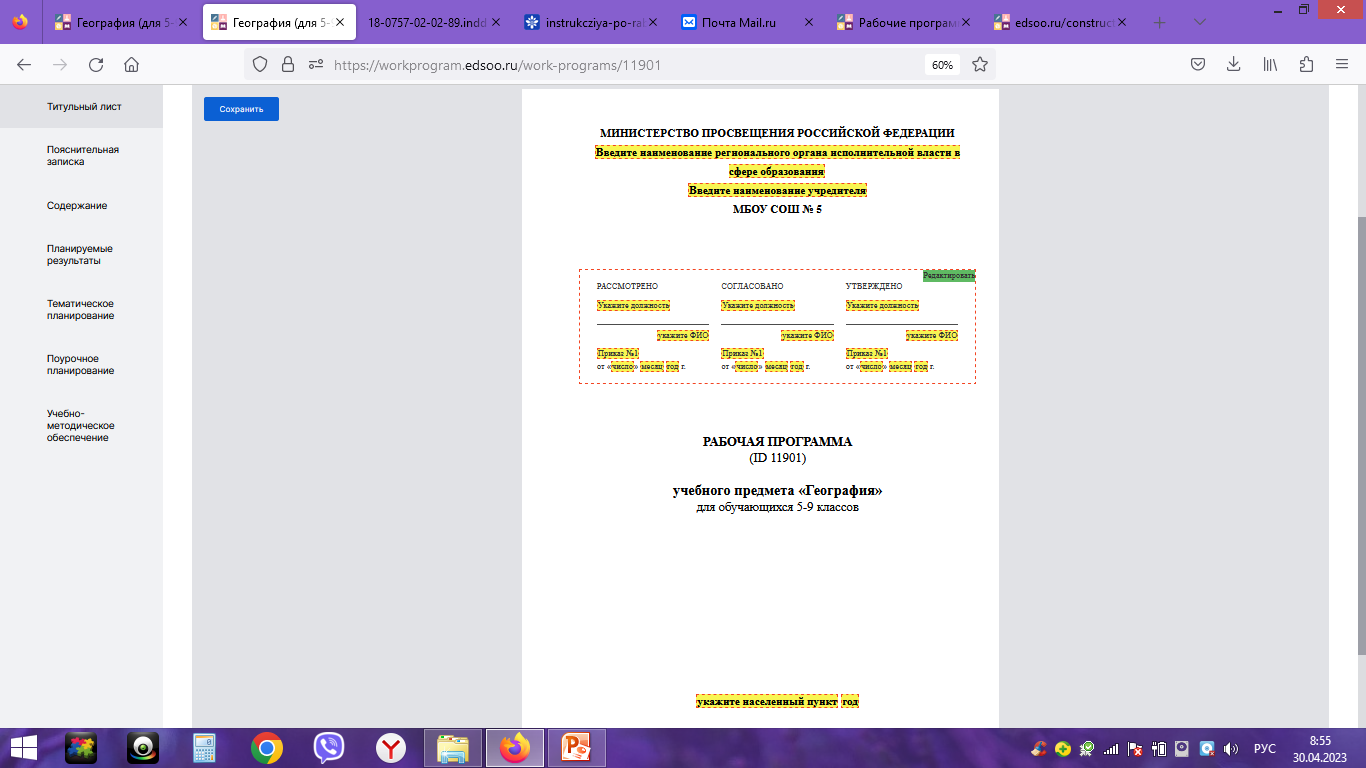 География (для 5-
География (для 5-9
18-0757-02-02-89.indd
instrukcziya-po-ra
Почта Mail.ru
Рабочие програм
edsoo.ru/construct
https://workprogram.edsoo.ru/work-programs/11901
60%
Титульный лист
Пояснительная
записка
Содержание
Планируемые
результаты
Тематическое
планирование
Поурочное
планирование
Учебно-
методическое
обеспечение
Сохранить
МИНИСТЕРСТВО ПРОСВЕЩЕНИЯ РОССИЙСКОЙ ФЕДЕРАЦИИ
Введите наименование регионального органа исполнительной власти в
сфере образования
Введите наименование учредителя
МБОУ СОШ № 5
Редактировать
РАССМОТРЕНО СОГЛАСОВАНО УТВЕРЖДЕНО
Укажите должность Укажите должность Укажите должность
укажите ФИО укажите ФИО укажите ФИО
Приказ №1 Приказ №1 Приказ №1
от «число» месяц год г. от «число» месяц год г. от «число» месяц год г.
РАБОЧАЯ ПРОГРАММА
(ID 11901)
учебного предмета «География»
для обучающихся 5-9 классов
укажите населенный пункт год
РУС
8:55
30.04.2023